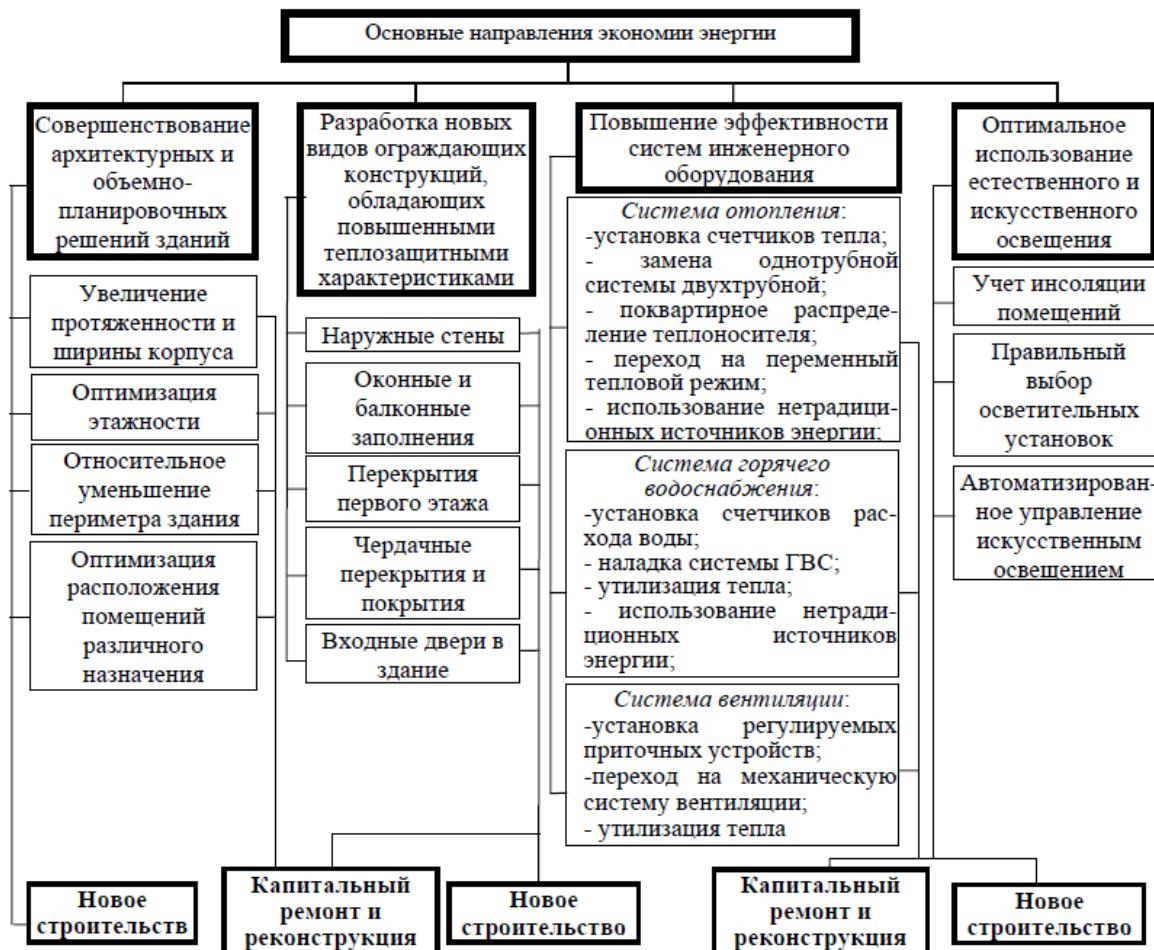 Основные направления экономии энергии
Совершенствование
архитектурных и
объемно-
планировочных
решений зданий
Увеличение
протяженности и
ширины корпуса
Оптимизация
этажности
Относительное
уменьшение
периметра здания
Оптимизация
расположения
помещений
различного
назначения
Разработка новых
видов ограждающих
конструкций,
обладающих
повышенными
теплозащитными
характеристиками
Наружные стены
Оконные и
балконные
заполнения
Перекрытия
первого этажа
Чердачные
перекрытия и
покрытия
Входные двери в
здание
Повышение эффективности
систем инженерного
оборудования
Система отопления:
-установка счетчиков тепла;
- замена однотрубной
системы двухтрубной;
- поквартирное распреде-
ление теплоносителя;
- переход на переменный
тепловой режим;
- использование нетрадици-
онных источников энергии;
Система горячего
водоснабжения:
-установка счетчиков рас-
хода воды;
- наладка системы ГВС;
- утилизация тепла;
- использование нетради-
ционных источников
энергии;
Система вентиляции:
-установка регулируемых
приточных устройств;
-переход на механическую
систему вентиляции;
- утилизация тепла
Оптимальное
использование
естественного и
искусственного
освещения
Учет инсоляции
помещений
Правильный
выбор
осветительных
установок
Автоматизирован-
ное управление
искусственным
освещением
Новое
строительств
Капитальный
ремонт и
реконструкция
Новое
строительство
Капитальный
ремонт и
реконструкция
Новое
строительство